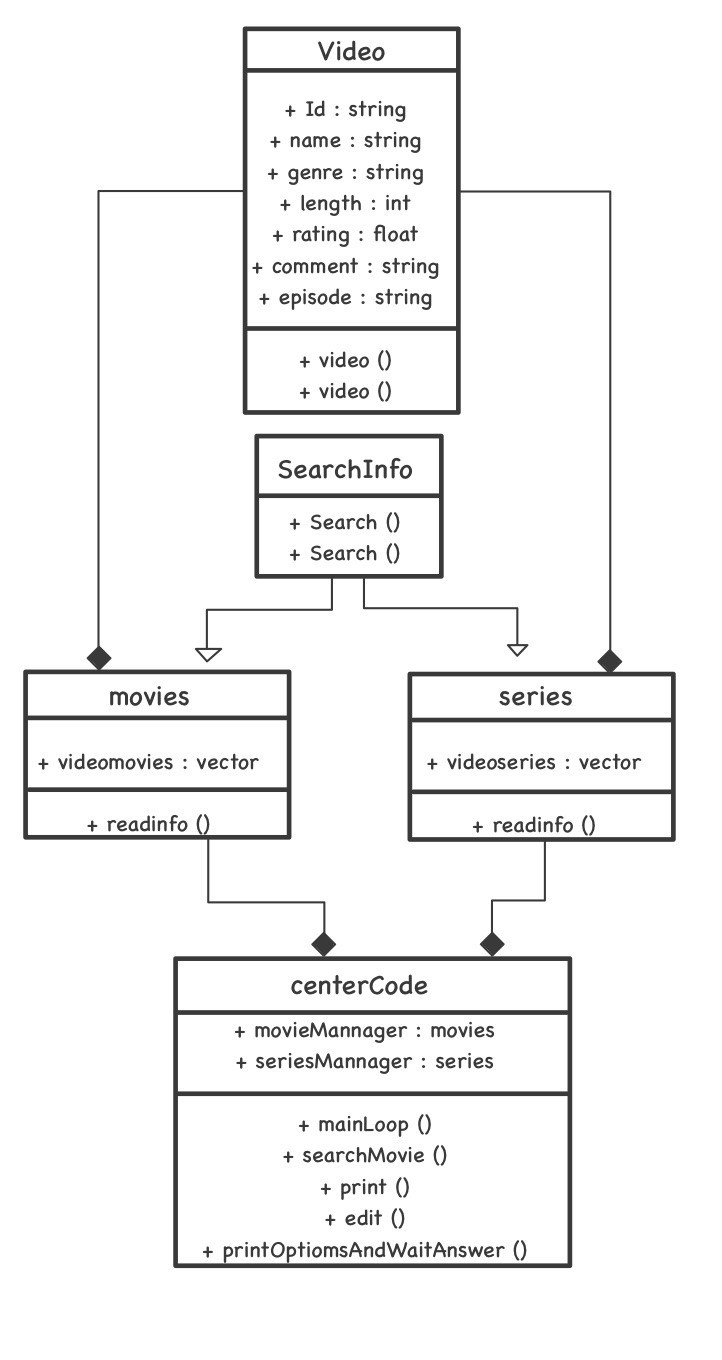 Video
+ Id : string
+ name : string
+ genre : string
+ length : int
+ rating : float
+ comment : string
+ episode : string
+ video ()
+ video ()
SearchInfo
+ Search ()
+ Search ()
movies
+ videomovies : vector
+ readinfo ()
series
+ videoseries : vector
+ readinfo ()
centerCode
+ movieMannager : movies
+ seriesMannager : series
+ mainLoop ()
+ searchMovie ()
+ print ()
+ edit ()
+ printOptiomsAndWaitAnswer ()